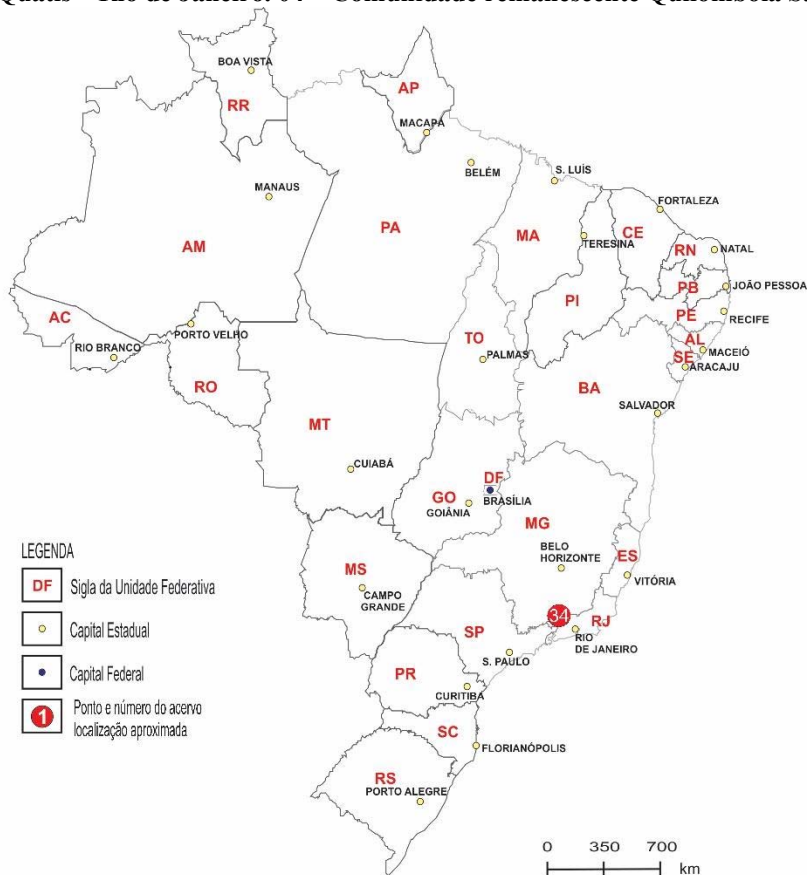 Quatis – Rio de Janeiro. 04 – Comunidade remanescente Quilombola
BOA VISTA
RR
AP
MACAPÁ
BELÉM
S. LUÍS
FORTALEZA
MANAUS
AM
PA
MA
TERESINA
CE
RN
NATAL
PB
JOÃO PESSOA
PI
PE
RECIFE
AC
PORTO VELHO
RIO BRANCO
TO
PALMAS
AL
MACEIÓ
SE
ARACAJU
RO
BA
SALVADOR
MT
CUIABÁ
DF
BRASÍLIA
GO
GOIÂNIA
MG
BELO
HORIZONTE
ES
VITÓRIA
MS
CAMPO
GRANDE
34
RJ
RIO
DE JANEIRO
SP
S. PAULO
PR
CURITIBA
SC
FLORIANÓPOLIS
RS
PORTO ALEGRE
LEGENDA
DF Sigla da Unidade Federativa
Capital Estadual
Capital Federal
1 Ponto e número do acervo
localização aproximada
0 350 700
km